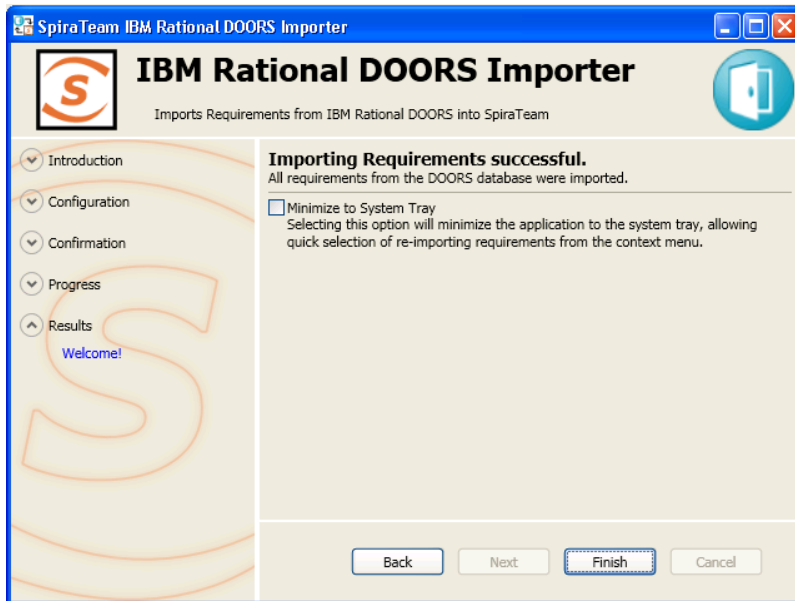 SpiraTeam IBM Rational DOORS Importer
IBM Rational DOORS Importer
Imports Requirements from IBM Rational DOORS into SpiraTeam
Introduction
Configuration
Confirmation
Progress
Results
Welcome!
Importing Requirements successful.
All requirements from the DOORS database were imported.
Minimize to System Tray
Selecting this option will minimize the application to the system tray, allowing
quick selection of re-importing requirements from the context menu.
Back
Next
Finish
Cancel